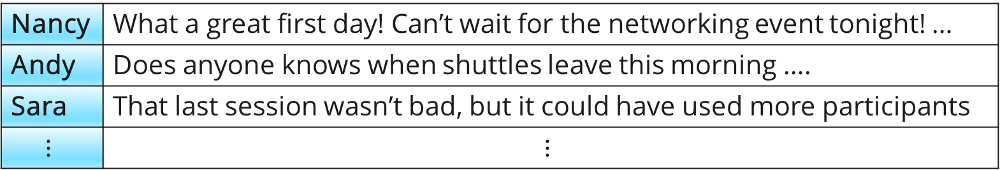 Nancy What a great first day! Can’t wait for the networking event tonight! ...
Andy Does anyone knows when shuttles leave this morning ....
Sara That last session wasn’t bad, but it could have used more participants
⋮ ⋮